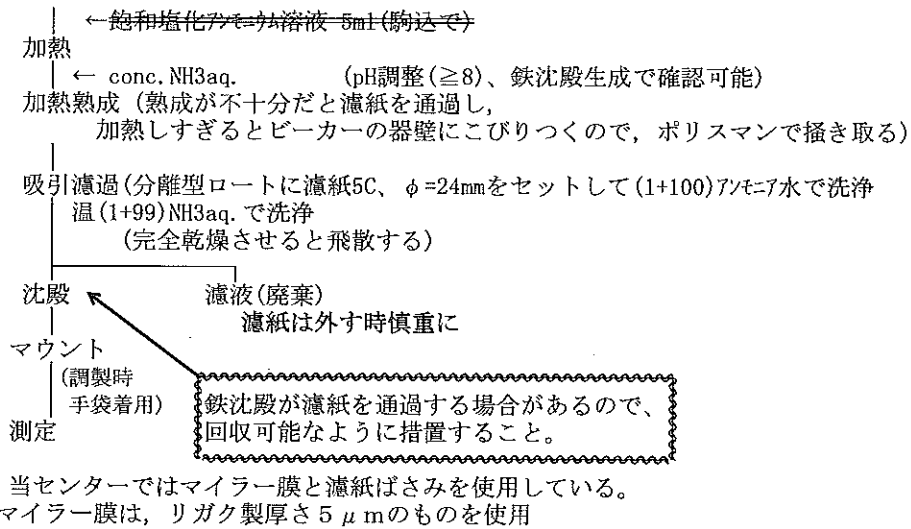 ←飽和塩化ｱﾝﾓﾆｳﾑ溶液 5ml(駒込で)
加熱
← conc.NH3aq. (pH調整(≧8)、鉄沈殿生成で確認可能)
加熱熟成 (熟成が不十分だと濾紙を通過し,
加熱しすぎるとビーカーの器壁にこびりつくので, ポリスマンで掻き取る)
吸引濾過(分離型ロートに濾紙5C、φ=24mmをセットして(1+100)ｱﾝﾓﾆｱ水で洗浄
温(1+99)NH3aq.で洗浄
(完全乾燥させると飛散する)
沈殿 濾液(廃棄)
濾紙は外す時慎重に
マウント
(調製時
手袋着用)
測定
鉄沈殿が濾紙を通過する場合があるので、
回収可能なように措置すること。
当センターではマイラー膜と濾紙ばさみを使用している。
マイラー膜は, リガク製厚さ５μmのものを使用